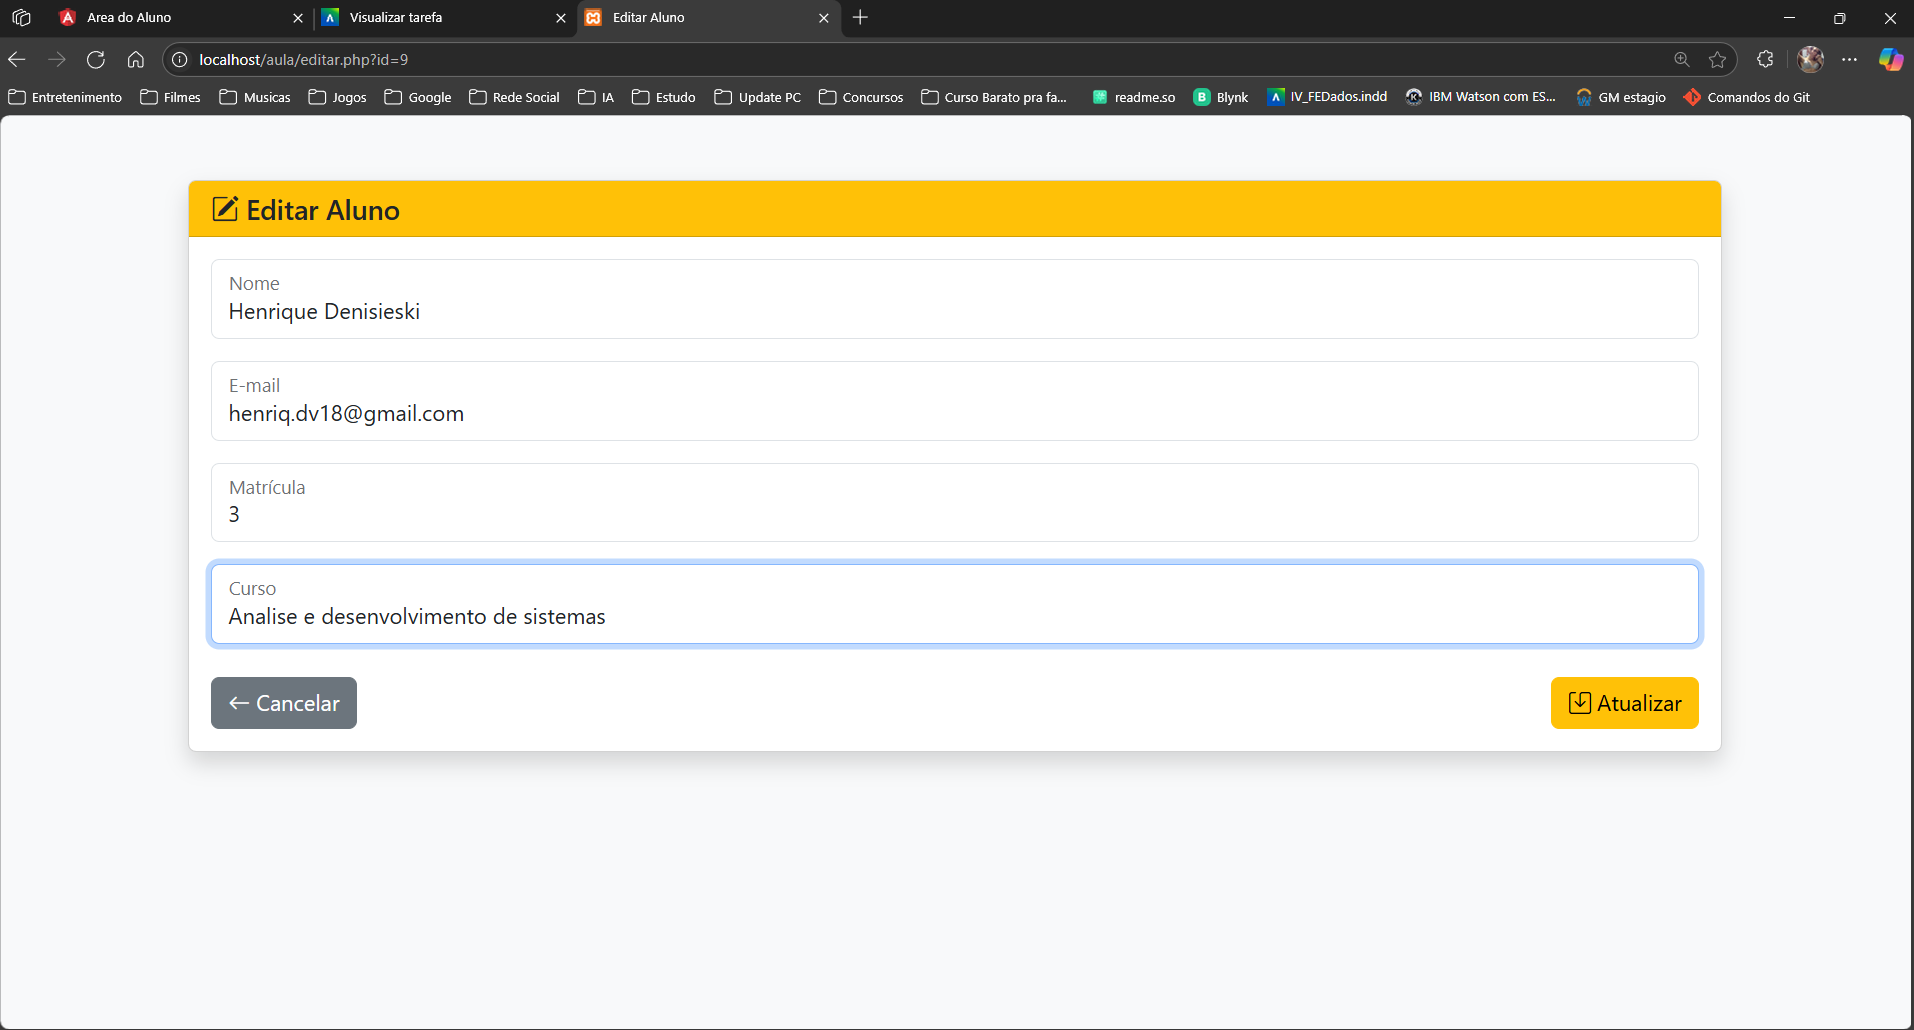 Area do Aluno
Visualizar tarefa
Editar Aluno
localhost/aula/editar.php?id=9
Entretenimento Filmes Musicas Jogos Google Rede Social IA Estudo Update PC Concursos Curso Barato pra fa... readme.so Blynk IV_FEDados.indd IBM Watson com ES... GM estagio Comandos do Git
Editar Aluno
Nome
Henrique Denisieski
E-mail
henriq.dv18@gmail.com
Matrícula
3
Curso
Analise e desenvolvimento de sistemas
Cancelar
Atualizar